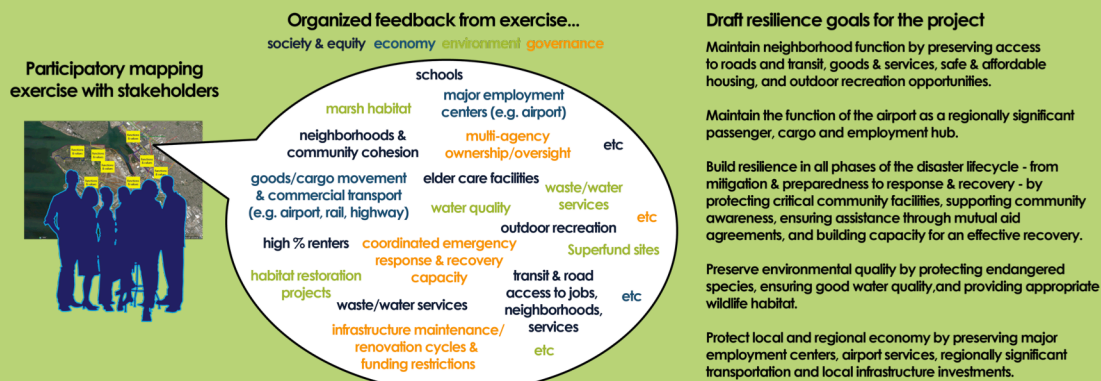 Participatory mapping
exercise with stakeholders
Organized feedback from exercise...
society & equity economy environment governance
schools
marsh habitat
major employment
centers (e.g. airport)
neighborhoods &
community cohesion
multi-agency
ownership/oversight
etc
goods/cargo movement
& commercial transport
(e.g. airport, rail, highway)
elder care facilities
waste/water
services
water quality
etc
outdoor recreation
high % renters
coordinated emergency
response & recovery
capacity
Superfund sites
habitat restoration
projects
transit & road
access to jobs,
neighborhoods,
services
etc
waste/water services
infrastructure maintenance/
renovation cycles &
funding restrictions
etc
Draft resilience goals for the project
Maintain neighborhood function by preserving access
to roads and transit, goods & services, safe & affordable
housing, and outdoor recreation opportunities.
Maintain the function of the airport as a regionally significant
passenger, cargo and employment hub.
Build resilience in all phases of the disaster lifecycle - from
mitigation & preparedness to response & recovery - by
protecting critical community facilities, supporting community
awareness, ensuring assistance through mutual aid
agreements, and building capacity for an effective recovery.
Preserve environmental quality by protecting endangered
species, ensuring good water quality,and providing appropriate
wildlife habitat.
Protect local and regional economy by preserving major
employment centers, airport services, regionally significant
transportation and local infrastructure investments.